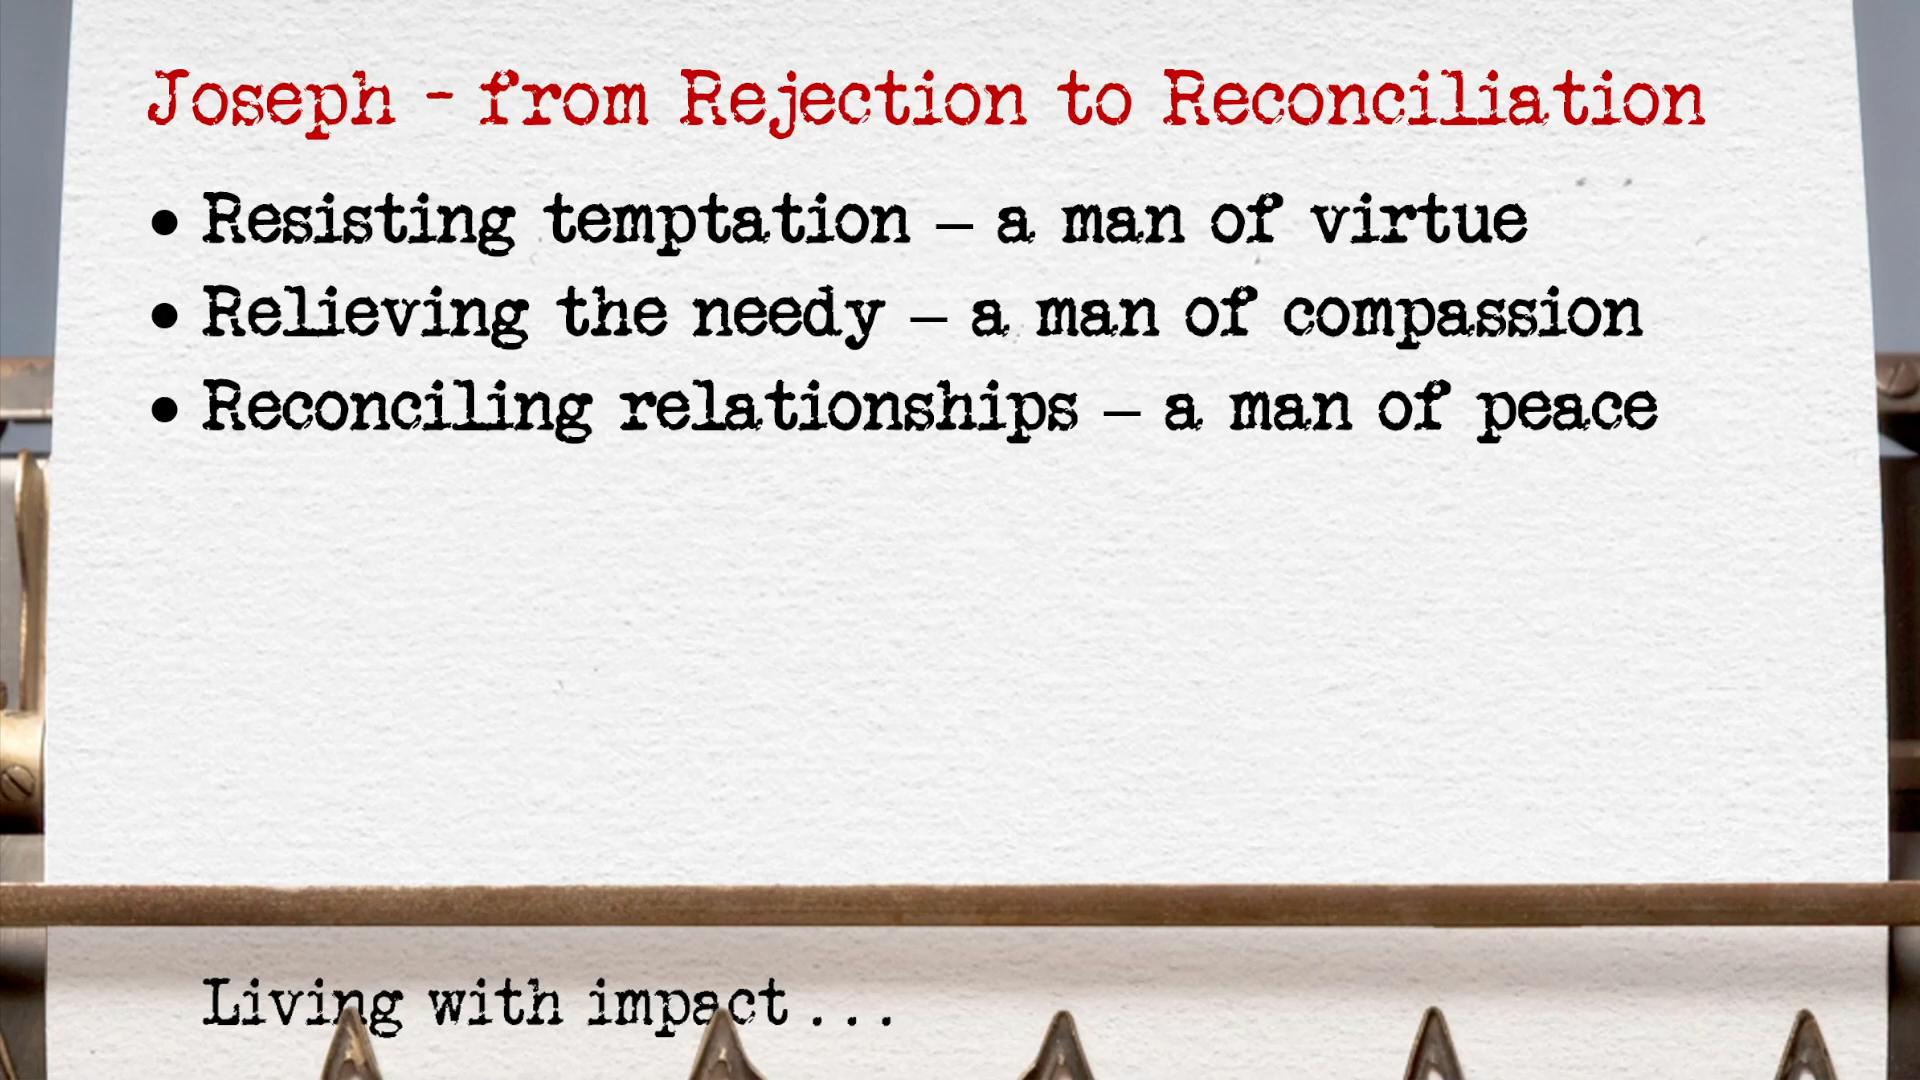 Joseph - from Rejection to Reconciliation
• Resisting temptation – a man of virtue
• Relieving the needy – a man of compassion
• Reconciling relationships – a man of peace
Living with impact . . .